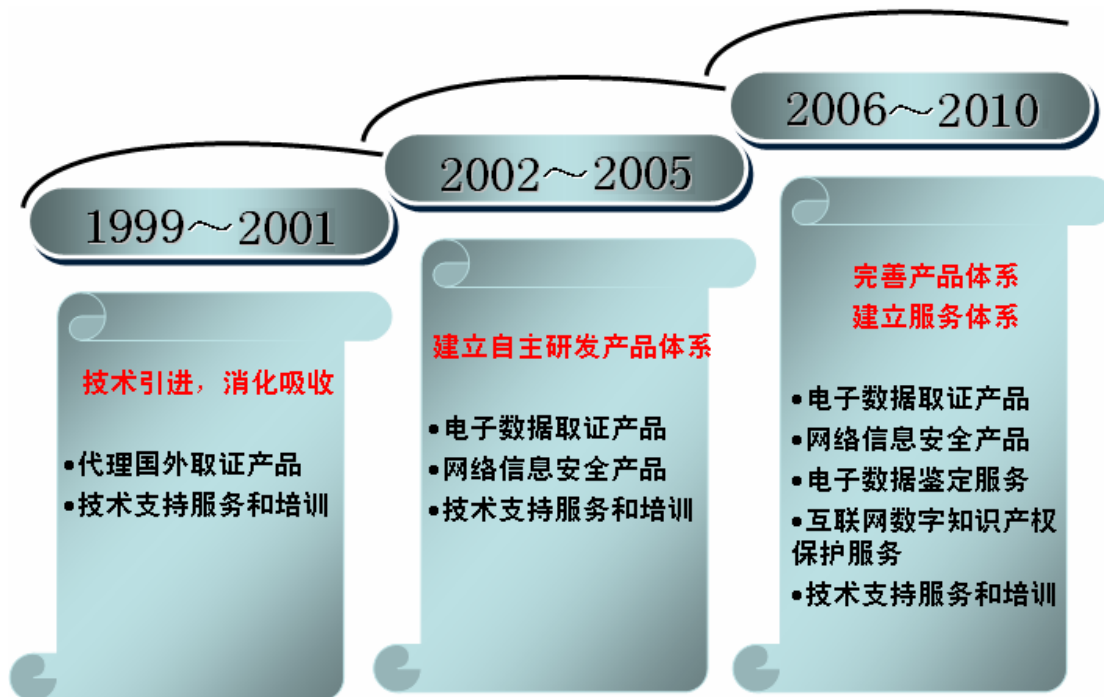 1999～2001
技术引进，消化吸收
•代理国外取证产品
•技术支持服务和培训
2002～2005
建立自主研发产品体系
•电子数据取证产品
•网络信息安全产品
•技术支持服务和培训
2006～2010
完善产品体系
建立服务体系
•电子数据取证产品
•网络信息安全产品
•电子数据鉴定服务
•互联网数字知识产权
保护服务
•技术支持服务和培训